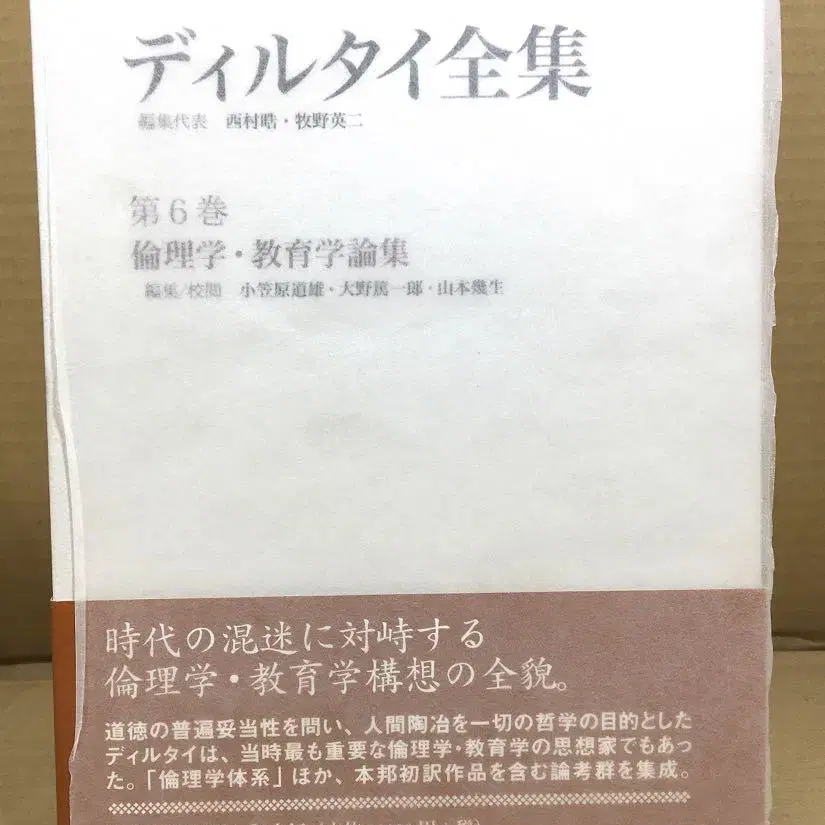 ディルタイ全集
編集代表 西村晧・牧野英二
第6巻
倫理学・教育学論集
編集/校閲 小笠原道雄・大野篤一郎・山本幾生
時代の混迷に対峙する
倫理学・教育学構想の全貌。
道徳の普遍妥当性を問い、人間陶冶を一切の哲学の目的とした
ディルタイは、当時最も重要な倫理学・教育学の思想家でもあっ
た。「倫理学体系」ほか、本邦初訳作品を含む論考群を集成。